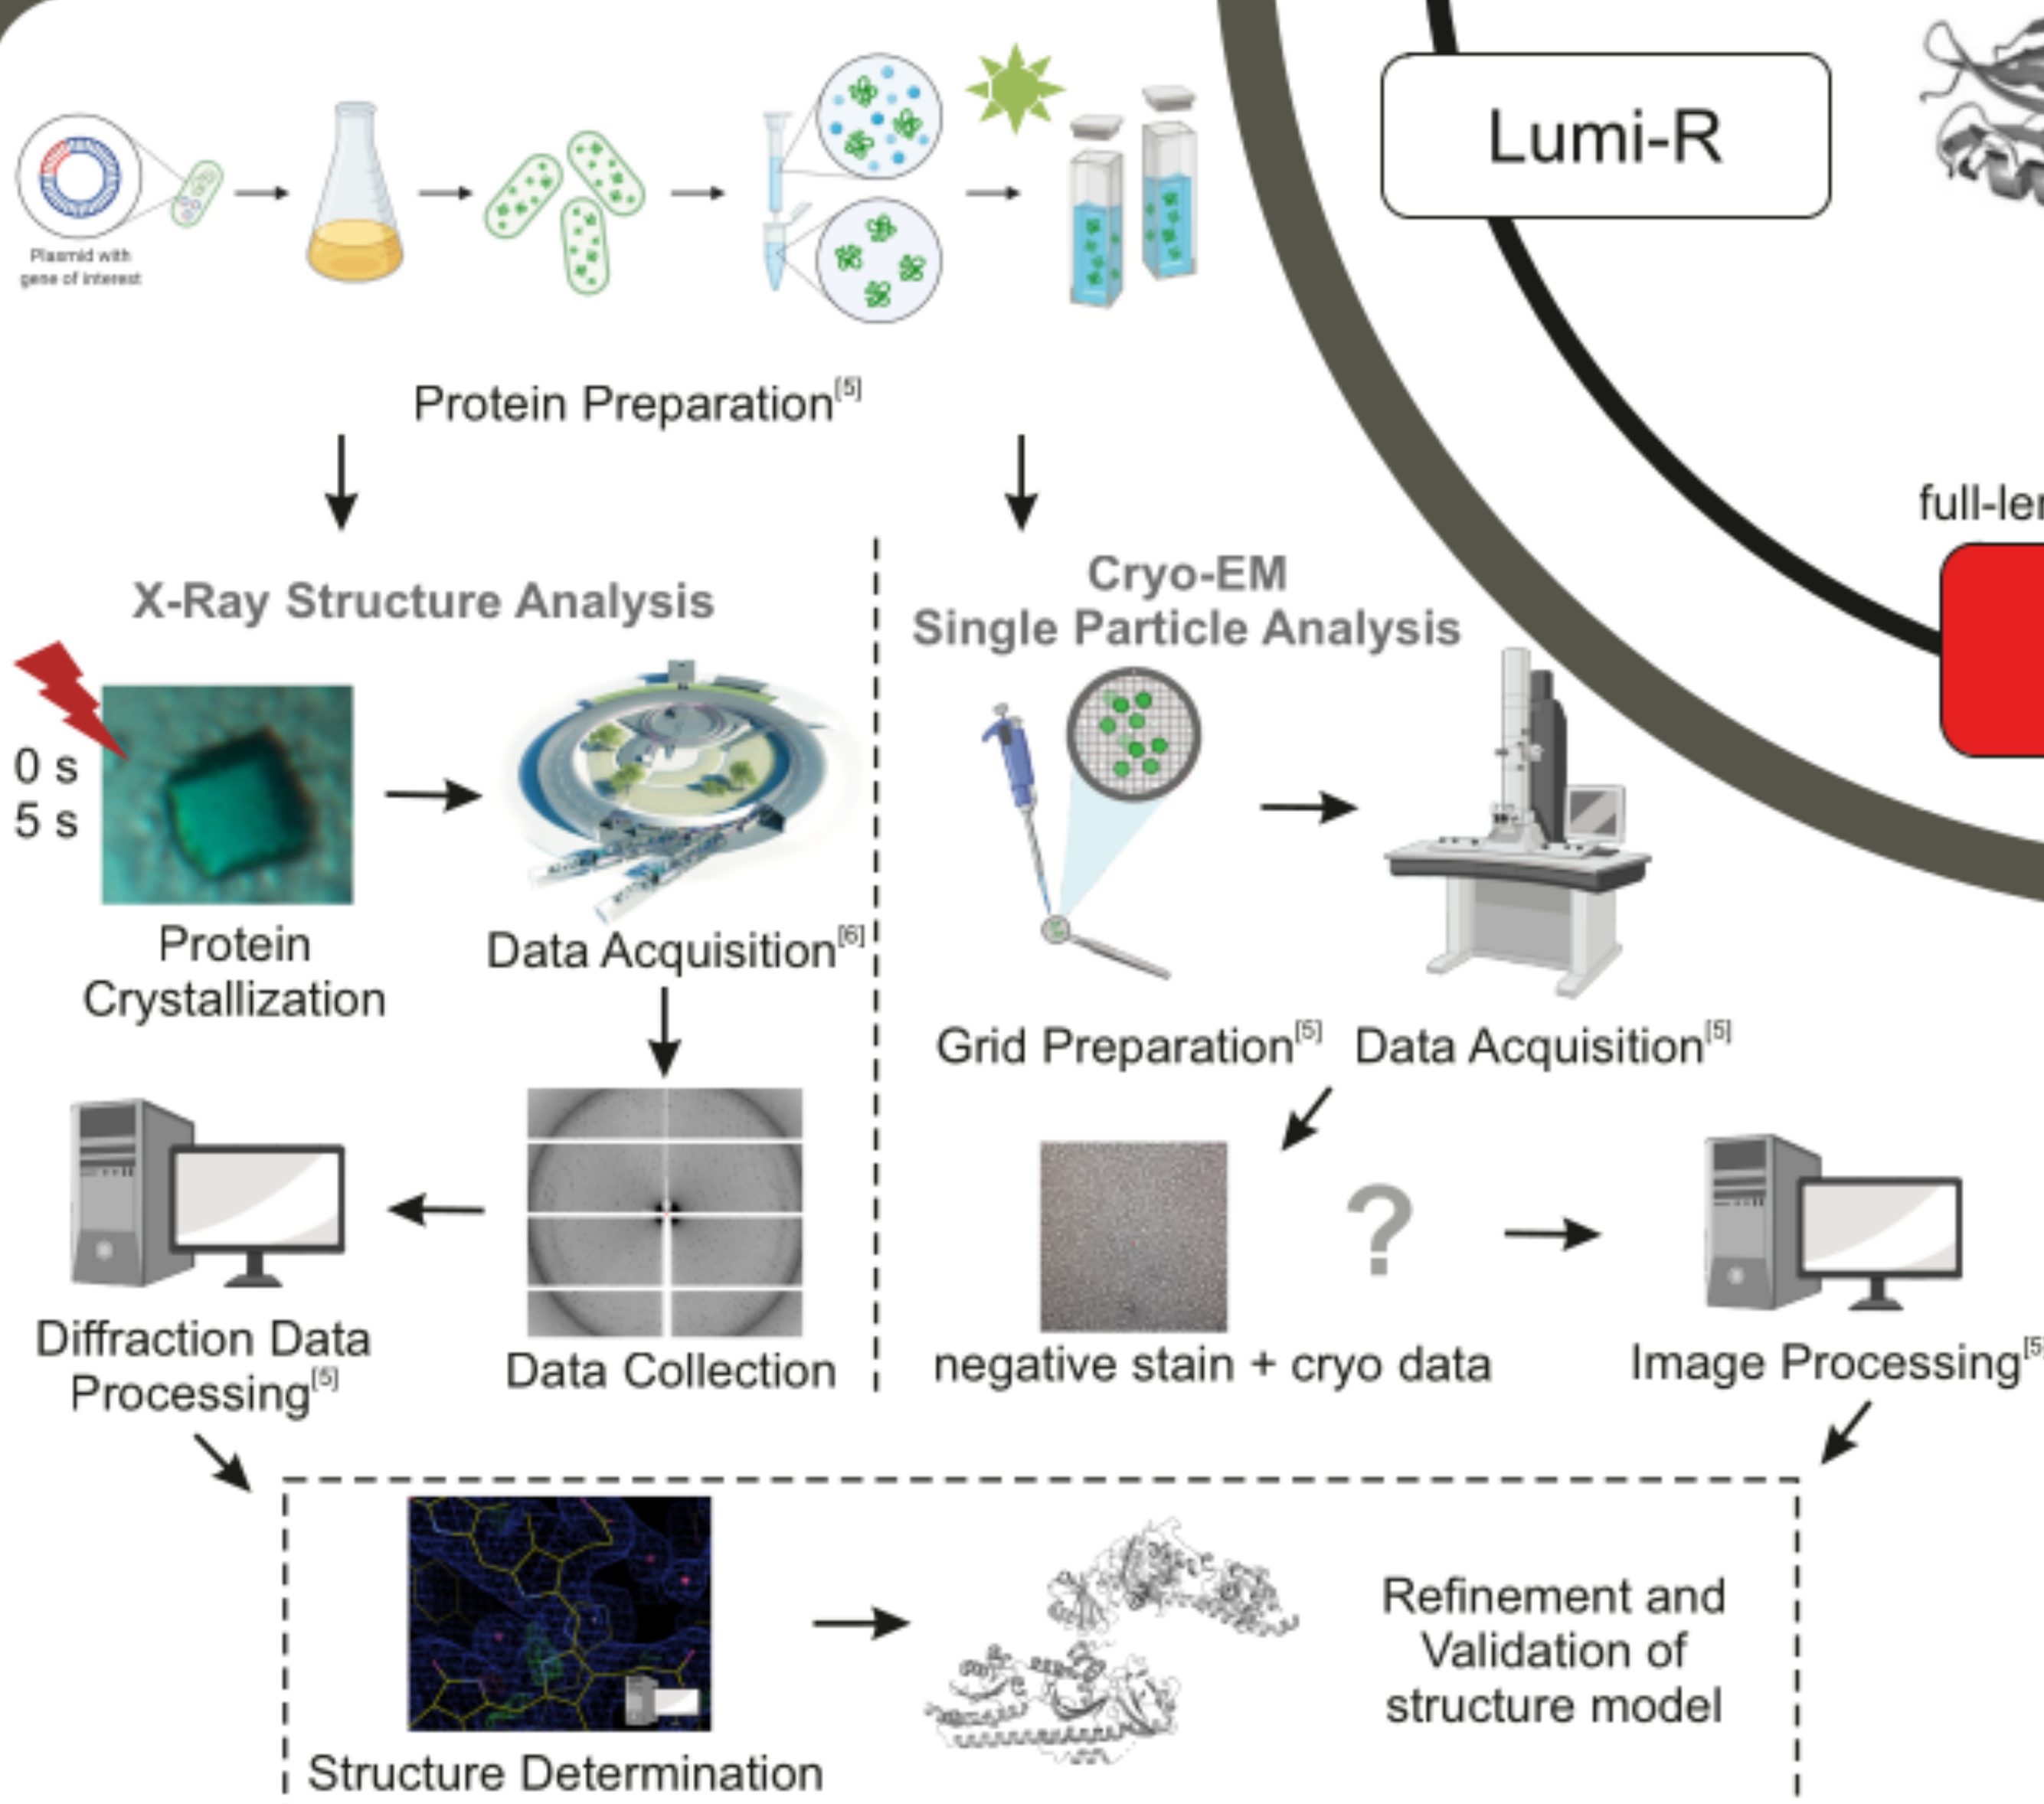 Plasmid with
gene of interest
Lumi-R
Protein Preparation[5]
full-len
X-Ray Structure Analysis
Cryo-EM
Single Particle Analysis
0 s
5 s
Protein
Crystallization
Data Acquisition[6]
Grid Preparation[5]
Data Acquisition[5]
Diffraction Data
Processing[5]
Data Collection
?
negative stain + cryo data
Image Processing[5]
Refinement and
Validation of
structure model
Structure Determination